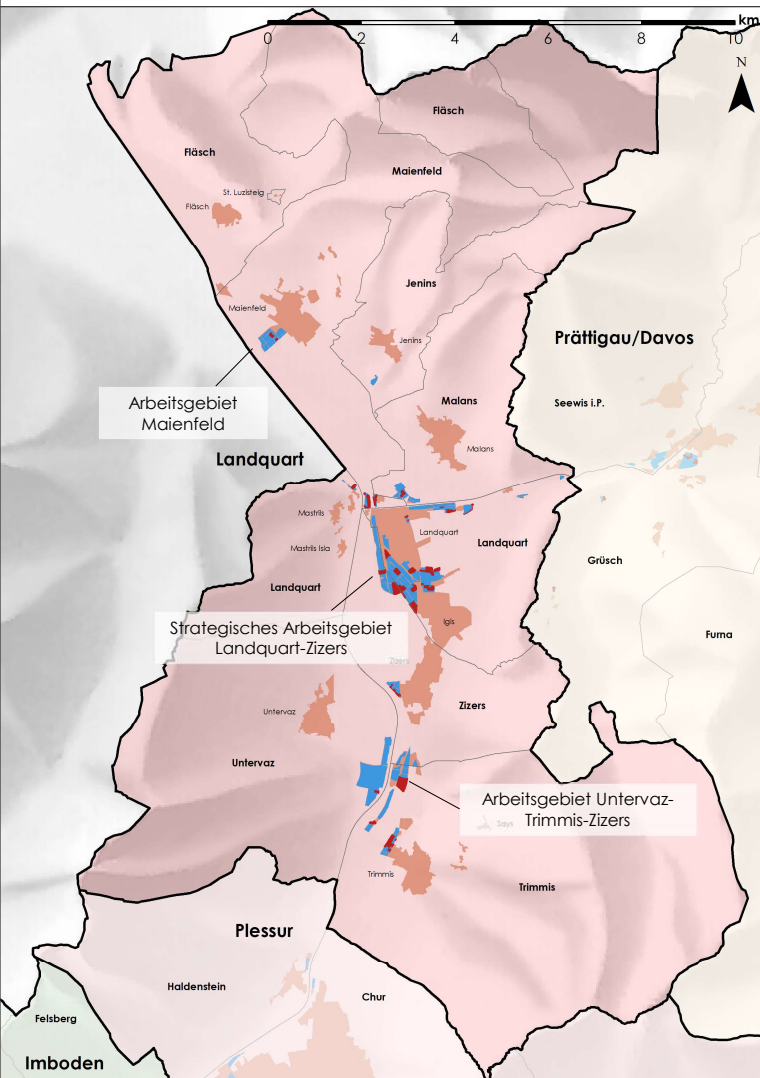 km
0 2 4 6 8 10
N
Fläsch
Fläsch
Maienfeld
St. Luzisteig
Fläsch
Jenins
Maienfeld
Jenins
Prättigau/Davos
Arbeitsgebiet
Maienfeld
Malans
Seewis i.P.
Malans
Landquart
Mastrils
Landquart
Landquart
Mastrils Isla
Grüsch
Landquart
Strategisches Arbeitsgebiet
Landquart-Zizers
Igis
Furna
Zizers
Zizers
Untervaz
Untervaz
Arbeitsgebiet Untervaz-
Trimmis-Zizers
Says
Trimmis
Trimmis
Plessur
Haldenstein
Chur
Felsberg
Imboden